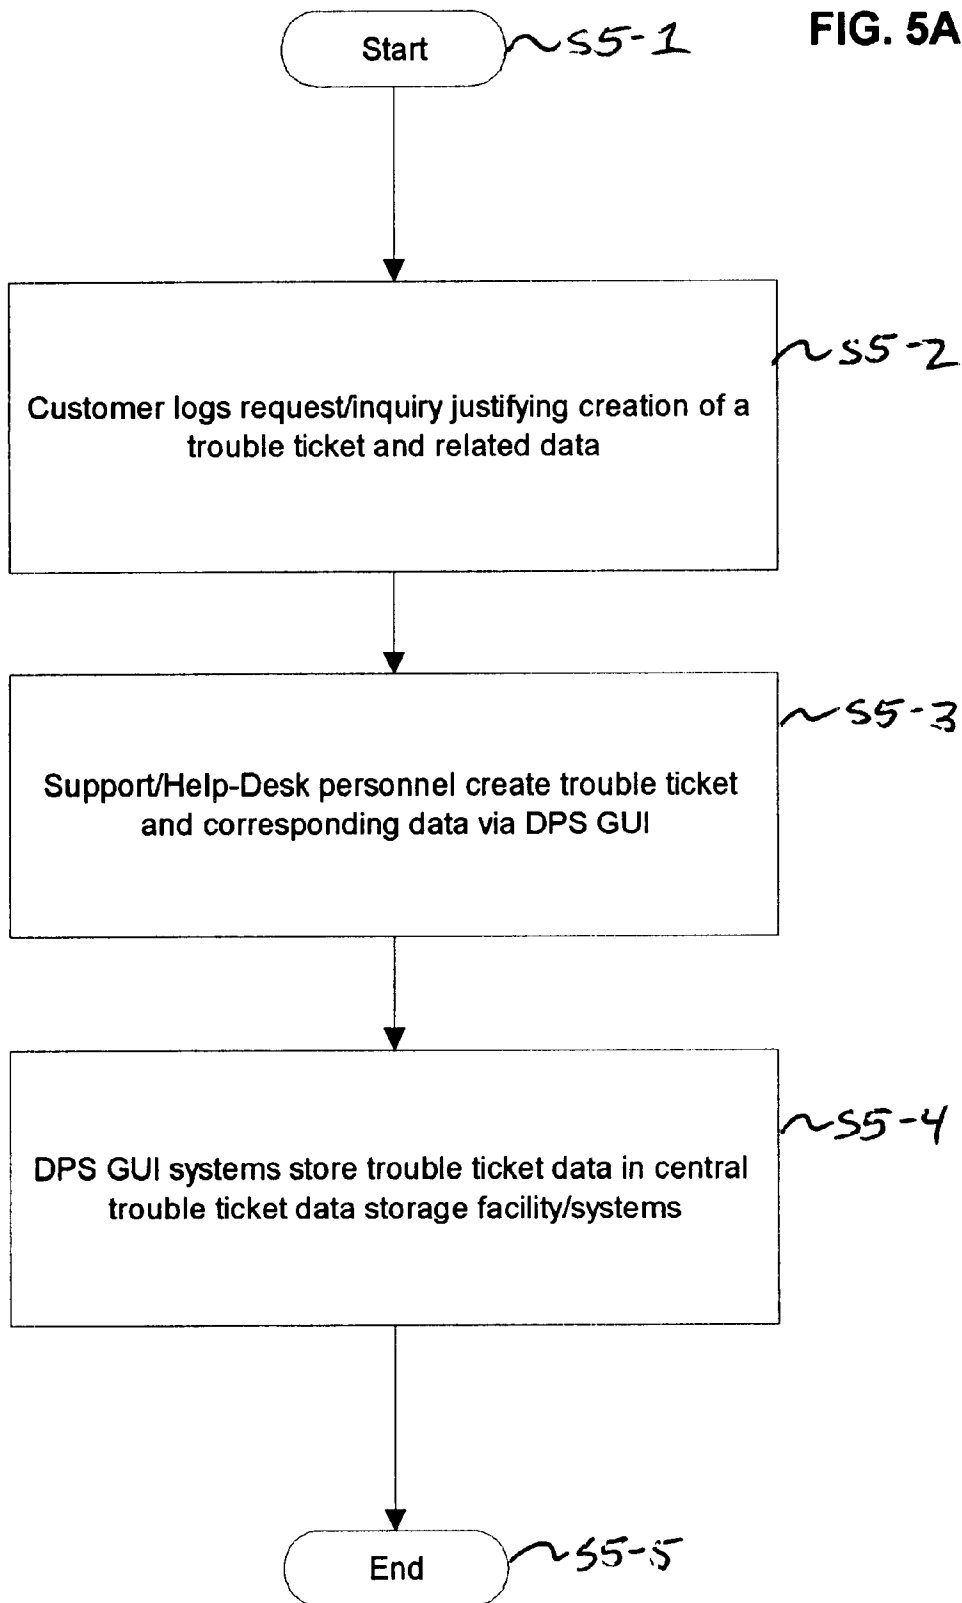 FIG. 5A
Start
S5-1
Customer logs request/inquiry justifying creation of a
trouble ticket and related data
S5-2
Support/Help-Desk personnel create trouble ticket
and corresponding data via DPS GUI
S5-3
DPS GUI systems store trouble ticket data in central
trouble ticket data storage facility/systems
S5-4
End
S5-5